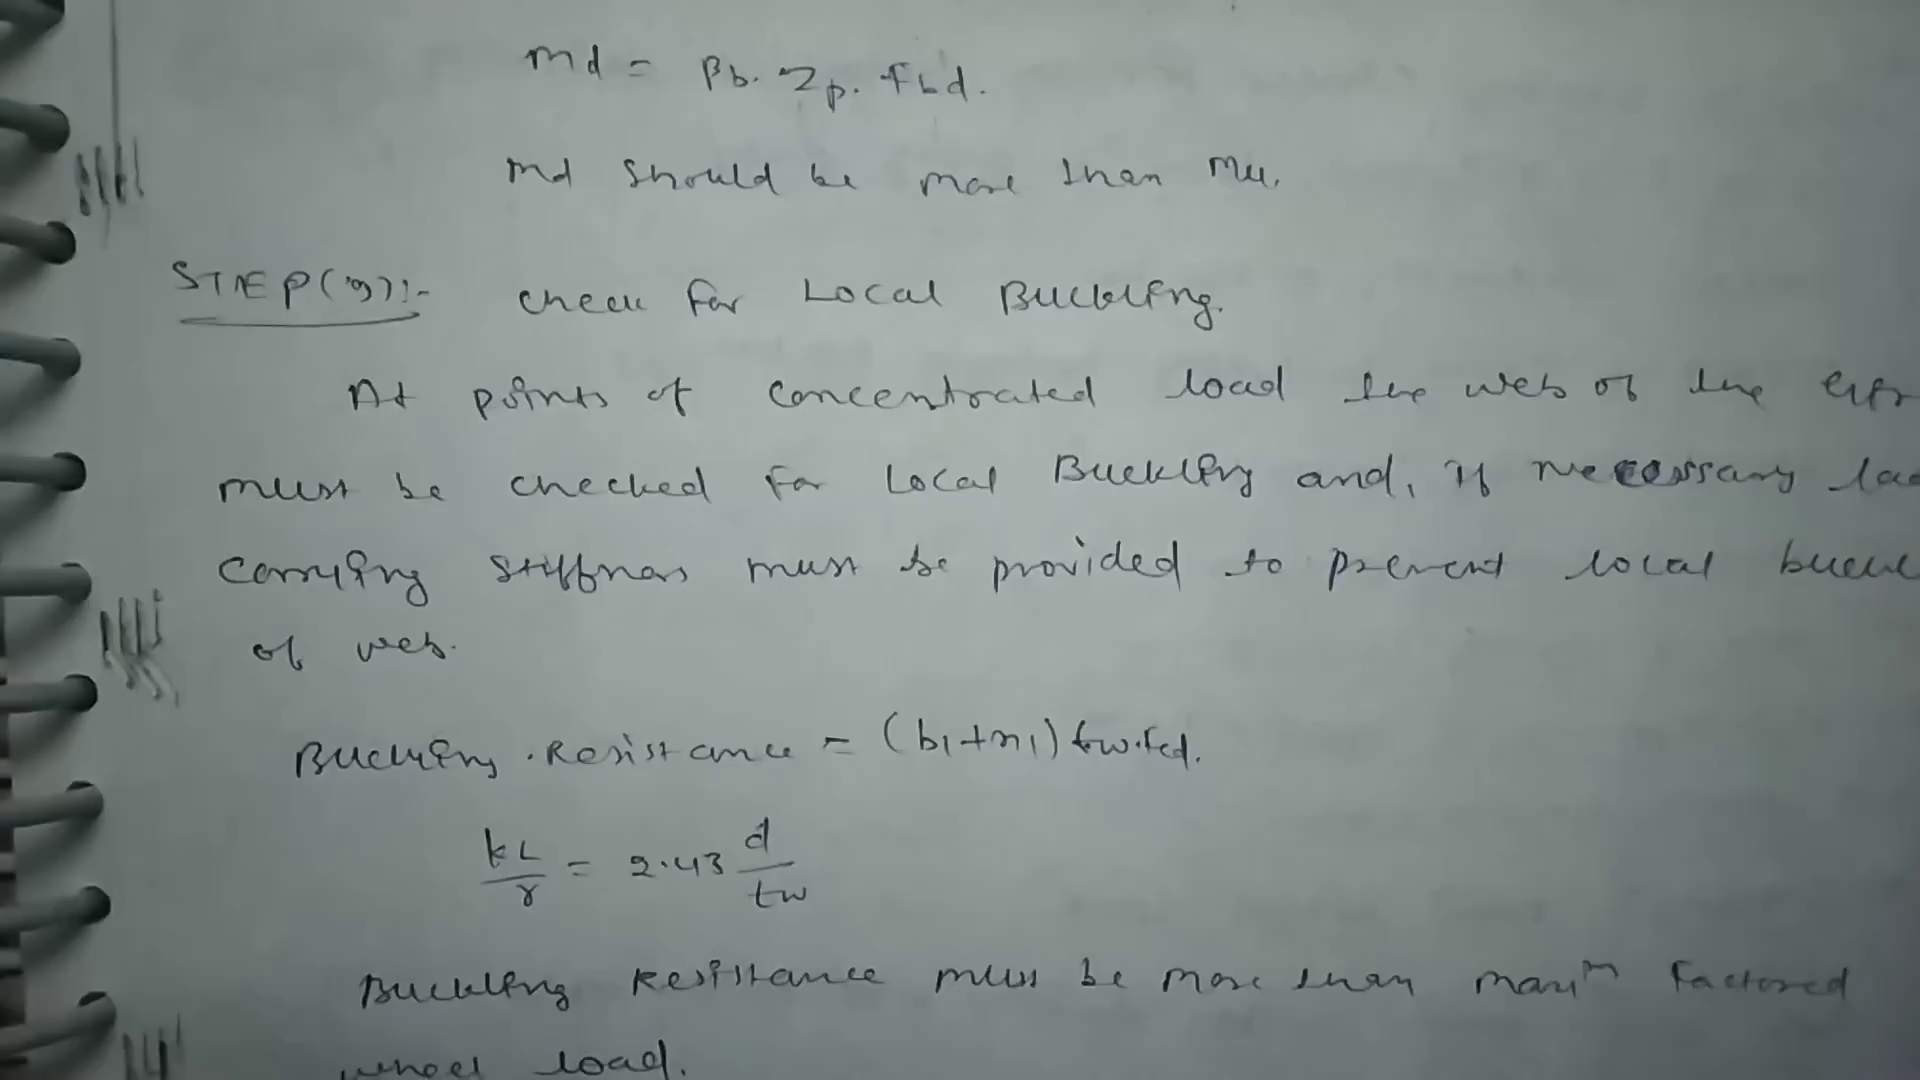 Md = βb. Zp. fbd.
Md should be more than Mu.
STEP(9):- check for Local Buckling.
At points of concentrated load the web of the
must be checked for Local Buckling and, if necessary
carrying stiffness must be provided to prevent local
of web.
Buckling Resistance = (b1+n1) tw.fcd.
kL/r = 2.43 d/tw
Buckling Resistance must be more than maxim factored
wheel load.